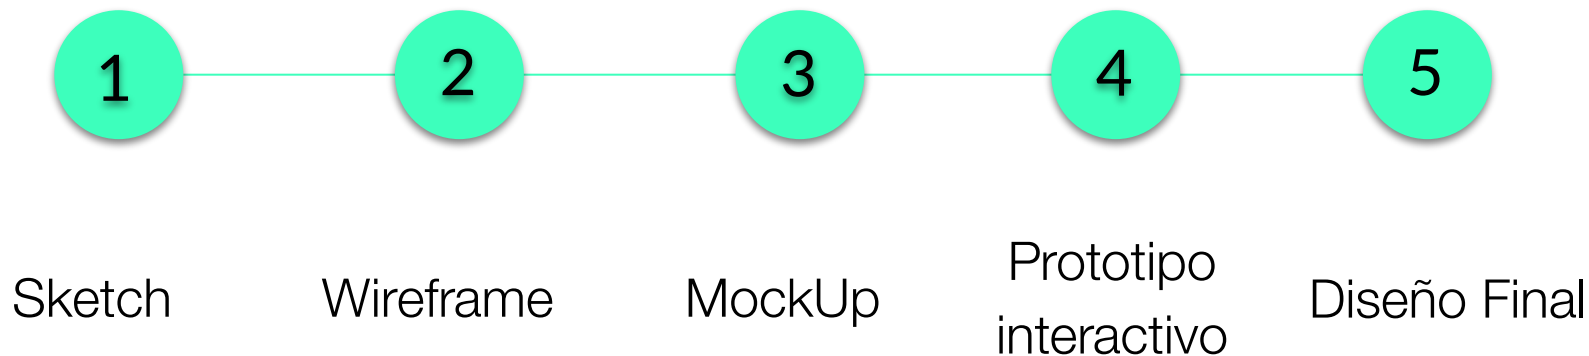 1
2
3
4
5
Sketch
Wireframe
MockUp
Prototipo
interactivo
Diseño Final